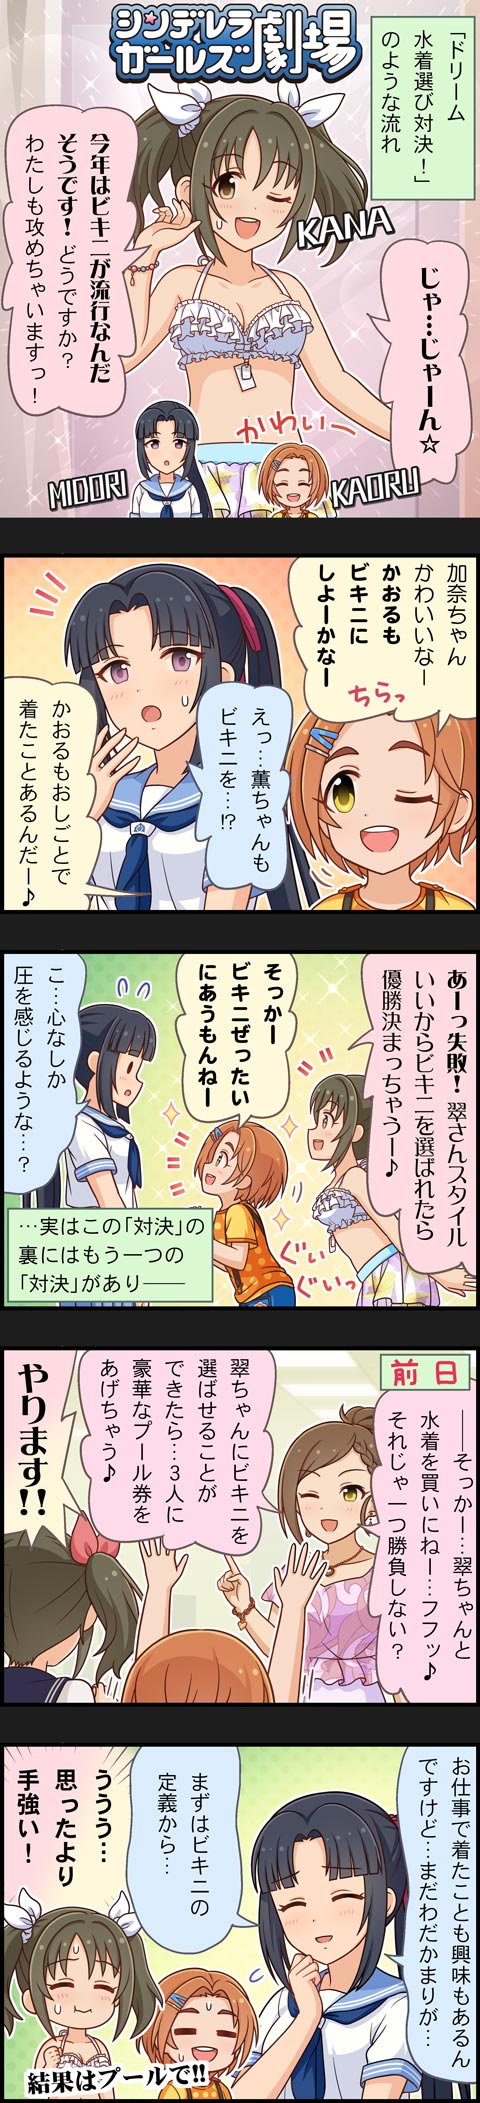 シンデレラ
ガールズ劇場
「ドリーム
水着選び対決！」
のような流れ
じゃ…じゃーん☆
KANA
今年はビキニが流行なんだ
そうです！どうですか？
わたしも攻めちゃいますっ！
かわいー
MIDORI
KAORU
加奈ちゃん
かわいいなー
かおるも
ビキニに
しよーかなー
ちらっ
えっ…薫ちゃんも
ビキニを…!?
かおるもおしごとで
着たことあるんだー♪
あーっ失敗！翠さんスタイル
いいからビキニを選ばれたら
優勝決まっちゃうー♪
そっかー
ビキニぜったい
にあうもんねー
ぐいぐいっ
こ…心なしか
圧を感じるような…？
…実はこの「対決」の
裏にはもう一つの
「対決」があり――
前日
――そっかー…翠ちゃんと
水着を買いにねー…フフッ♪
それじゃ一つ勝負しない？
翠ちゃんにビキニを
選ばせることが
できたら…3人に
豪華なプール券を
あげちゃう♪
やります!!
お仕事で着たことも興味もあるん
ですけど…まだわだかまりが…
まずはビキニの
定義から…
ううう…
思ったより
手強い！
結果はプールで!!